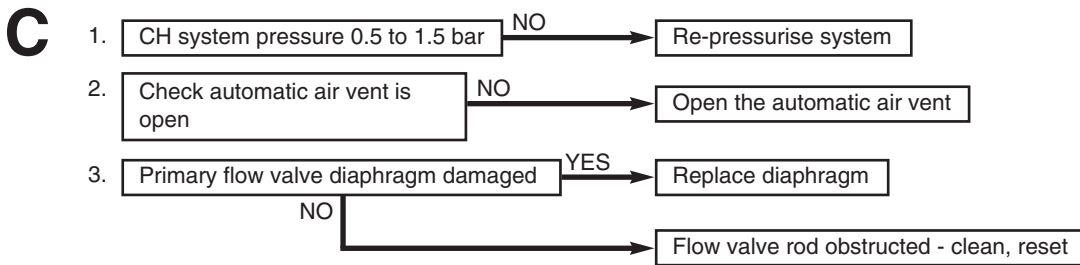 C
1. CH system pressure 0.5 to 1.5 bar NO Re-pressurise system
2. Check automatic air vent is
open NO Open the automatic air vent
3. Primary flow valve diaphragm damaged YES Replace diaphragm
NO
Flow valve rod obstructed - clean, reset